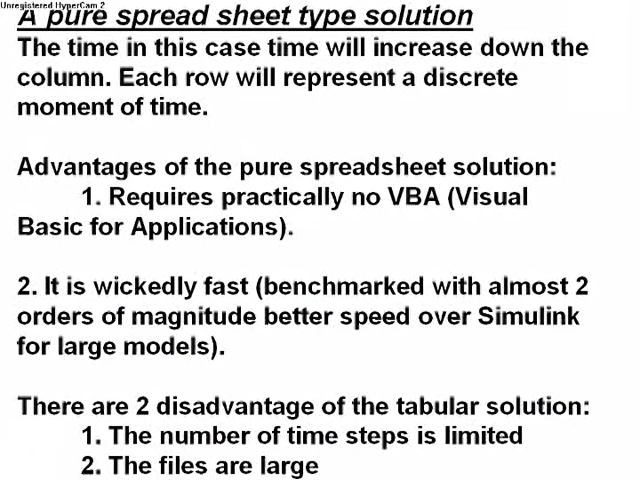 Unregistered HyperCam 2
A pure spread sheet type solution
The time in this case time will increase down the
column. Each row will represent a discrete
moment of time.
Advantages of the pure spreadsheet solution:
1. Requires practically no VBA (Visual
Basic for Applications).
2. It is wickedly fast (benchmarked with almost 2
orders of magnitude better speed over Simulink
for large models).
There are 2 disadvantage of the tabular solution:
1. The number of time steps is limited
2. The files are large